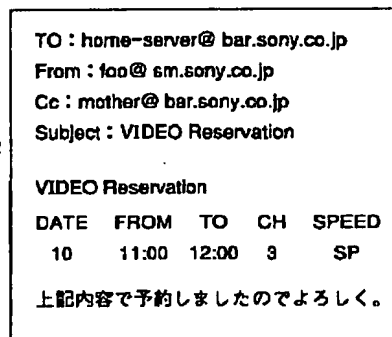 TO : home-server@ bar.sony.co.jp
From : foo@ sm.sony.co.jp
Cc : mother@ bar.sony.co.jp
Subject : VIDEO Reservation
VIDEO Reservation
DATE FROM TO CH SPEED
10 11:00 12:00 3 SP
上記内容で予約しましたのでよろしく。